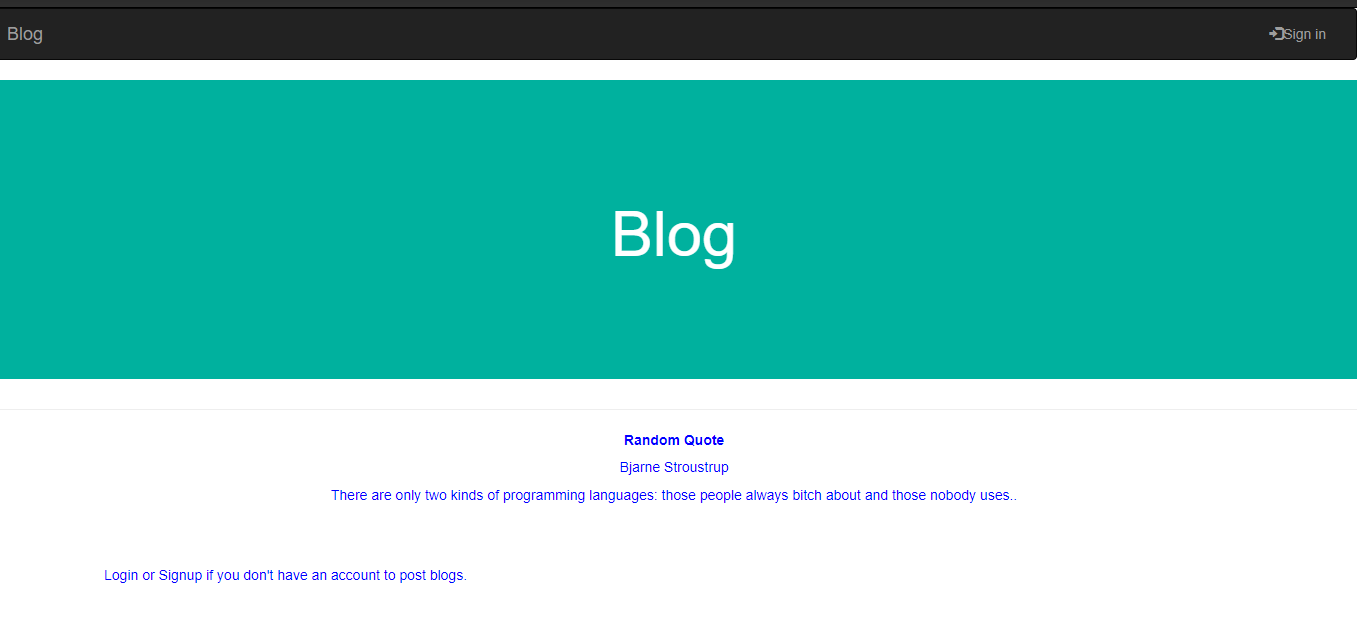 Blog
Sign in
Blog
Random Quote
Bjarne Stroustrup
There are only two kinds of programming languages: those people always bitch about and those nobody uses..
Login or Signup if you don't have an account to post blogs.